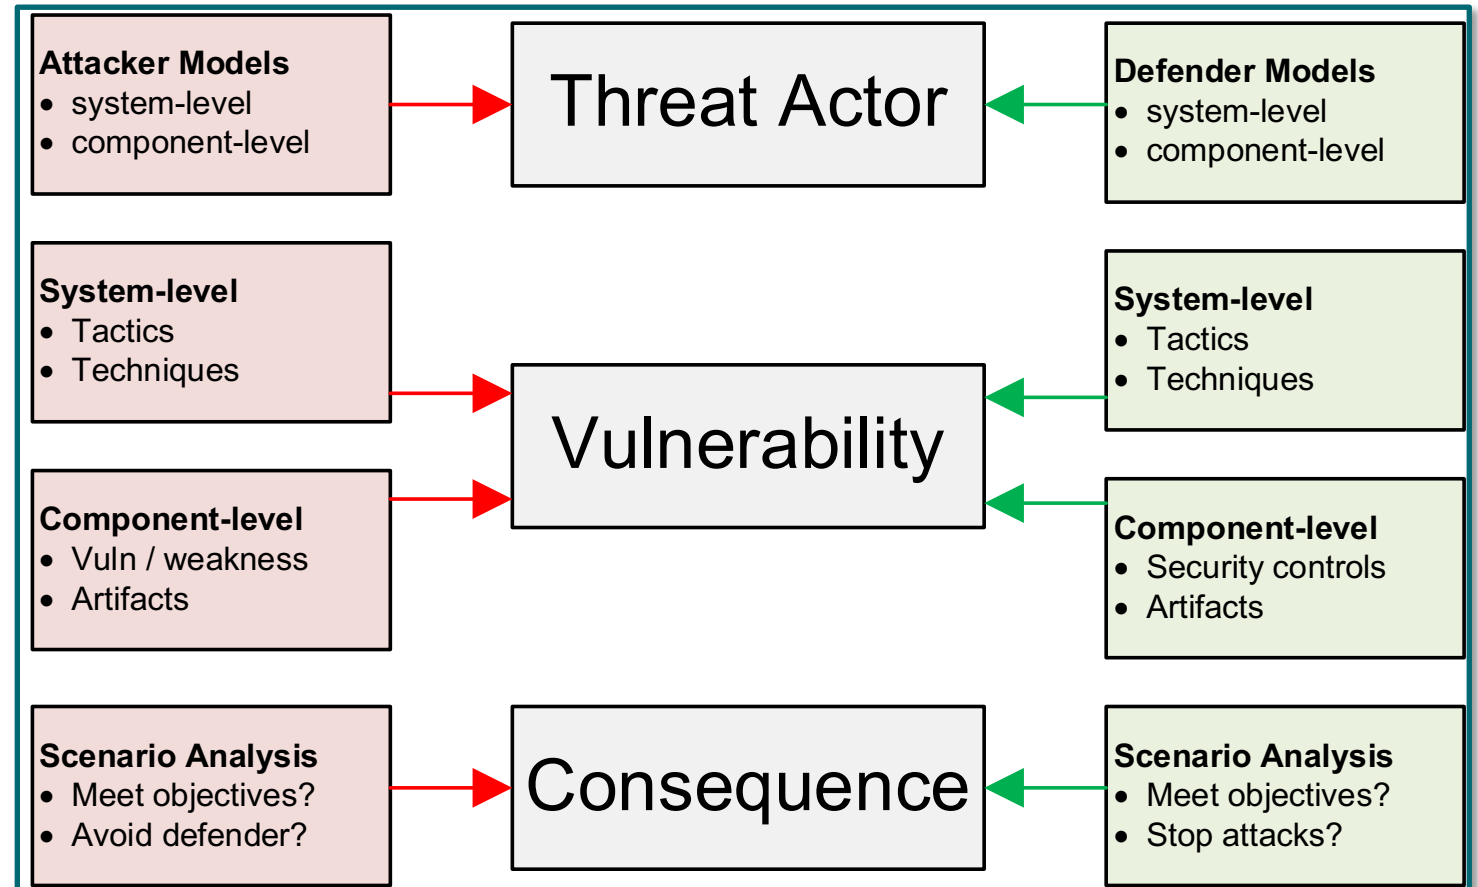 Attacker Models
• system-level
• component-level
Threat Actor
Defender Models
• system-level
• component-level
System-level
• Tactics
• Techniques
Component-level
• Vuln / weakness
• Artifacts
Vulnerability
System-level
• Tactics
• Techniques
Component-level
• Security controls
• Artifacts
Scenario Analysis
• Meet objectives?
• Avoid defender?
Consequence
Scenario Analysis
• Meet objectives?
• Stop attacks?